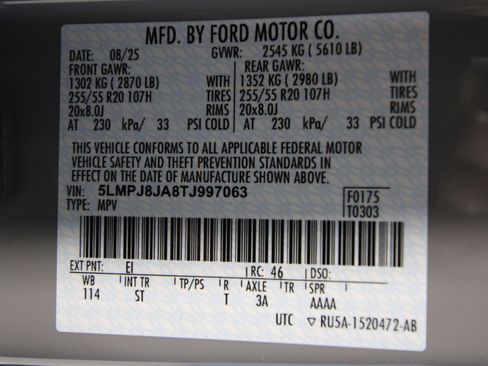 MFD. BY FORD MOTOR CO.
DATE: 08/25 GVWR: 2545 KG ( 5610 LB)
FRONT GAWR: REAR GAWR:
1302 KG ( 2870 LB) WITH 1352 KG ( 2980 LB) WITH
255/55 R20 107H TIRES 255/55 R20 107H TIRES
20x8.0J RIMS 20x8.0J RIMS
AT 230 kPa/ 33 PSI COLD AT 230 kPa/ 33 PSI COLD
THIS VEHICLE CONFORMS TO ALL APPLICABLE FEDERAL MOTOR
VEHICLE SAFETY AND THEFT PREVENTION STANDARDS IN
EFFECT ON THE DATE OF MANUFACTURE SHOWN ABOVE.
VIN: 5LMPJ8JA8TJ997063 F0175
TYPE: MPV T0303
EXT PNT: EI RC: 46 DSO:
WB INT TR TP/PS R AXLE TR SPR
114 ST T 3A AAAA
UTC ▽ RU5A-1520472-AB